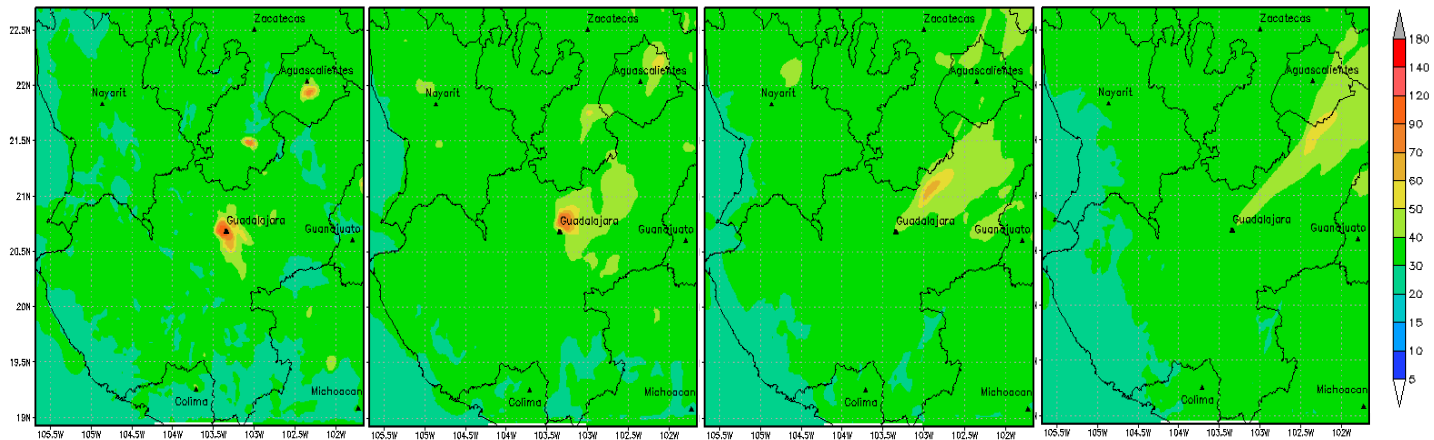 Zacatecas Zacatecas Zacatecas Zacatecas
22.5N 180
Aguascalientes Aguascalientes Aguascalientes Aguascalientes
22N 140
Nayarit Nayarit Nayarit Nayarit
120
21.5N 90
70
21N 60
Guadalajara Guadalajara Guadalajara Guadalajara
Guanajuato Guanajuato Guanajuato Guanajuato
50
20.5N 40
30
20N 20
15
19.5N 10
Michoacan Michoacan Michoacan Michoacan
5
Colima Colima Colima Colima
19N
105.5W 105W 104.5W 104W 103.5W 103W 102.5W 102W 105.5W 105W 104.5W 104W 103.5W 103W 102.5W 102W 105.5W 105W 104.5W 104W 103.5W 103W 102.5W 102W 105.5W 105W 104.5W 104W 103.5W 103W 102.5W 102W